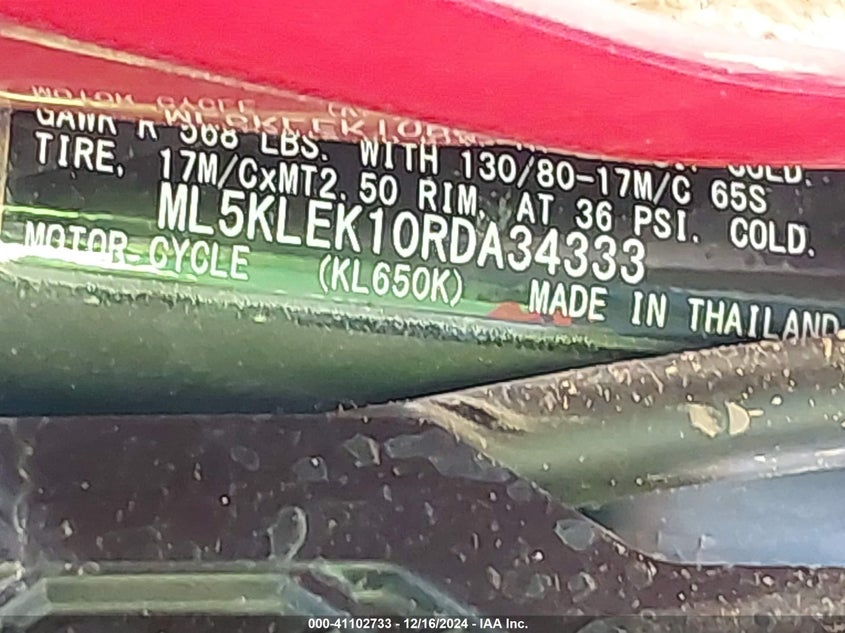 GAWR R 568 LBS. WITH 130/80-17M/C 65S
TIRE, 17M/CxMT2.50 RIM, AT 36 PSI. COLD.
ML5KLEK10RDA34333
MOTOR CYCLE (KL650K) MADE IN THAILAND
000-41102733 - 12/16/2024 - IAA Inc.